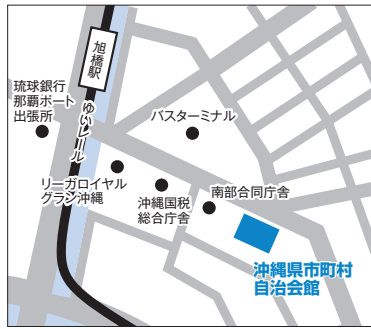 旭橋駅
琉球銀行
那覇ポート
出張所
ゆいレール
バスターミナル
リーガロイヤル
グラン沖縄
沖縄国税
総合庁舎
南部合同庁舎
沖縄県市町村
自治会館